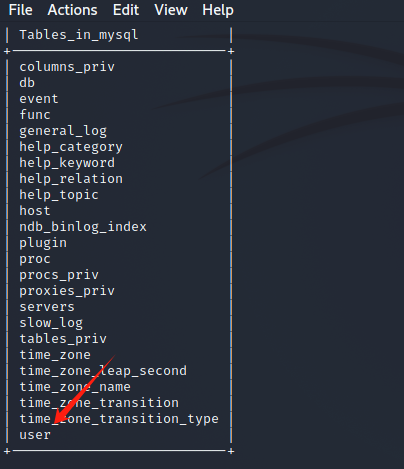 File Actions Edit View Help
Tables_in_mysql
columns_priv
db
event
func
general_log
help_category
help_keyword
help_relation
help_topic
host
ndb_binlog_index
plugin
proc
procs_priv
proxies_priv
servers
slow_log
tables_priv
time_zone
time_zone_leap_second
time_zone_name
time_zone_transition
time_zone_transition_type
user